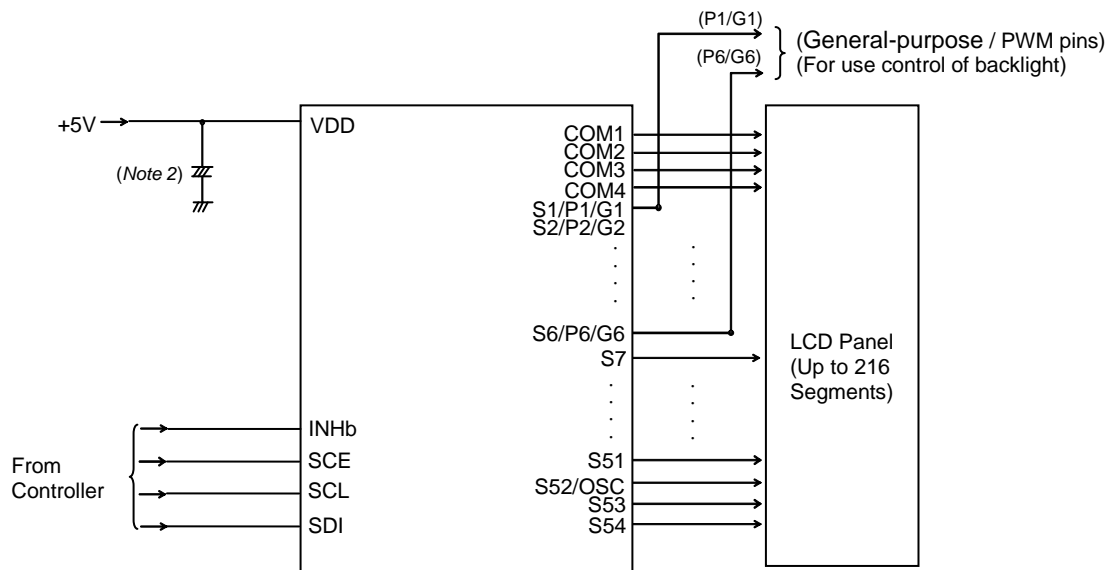 (P1/G1)
(General-purpose / PWM pins)
(P6/G6)
(For use control of backlight)
+5V
VDD
(Note 2)
COM1
COM2
COM3
COM4
S1/P1/G1
S2/P2/G2
S6/P6/G6
S7
LCD Panel
(Up to 216
Segments)
From
Controller
INHb
SCE
SCL
SDI
S51
S52/OSC
S53
S54